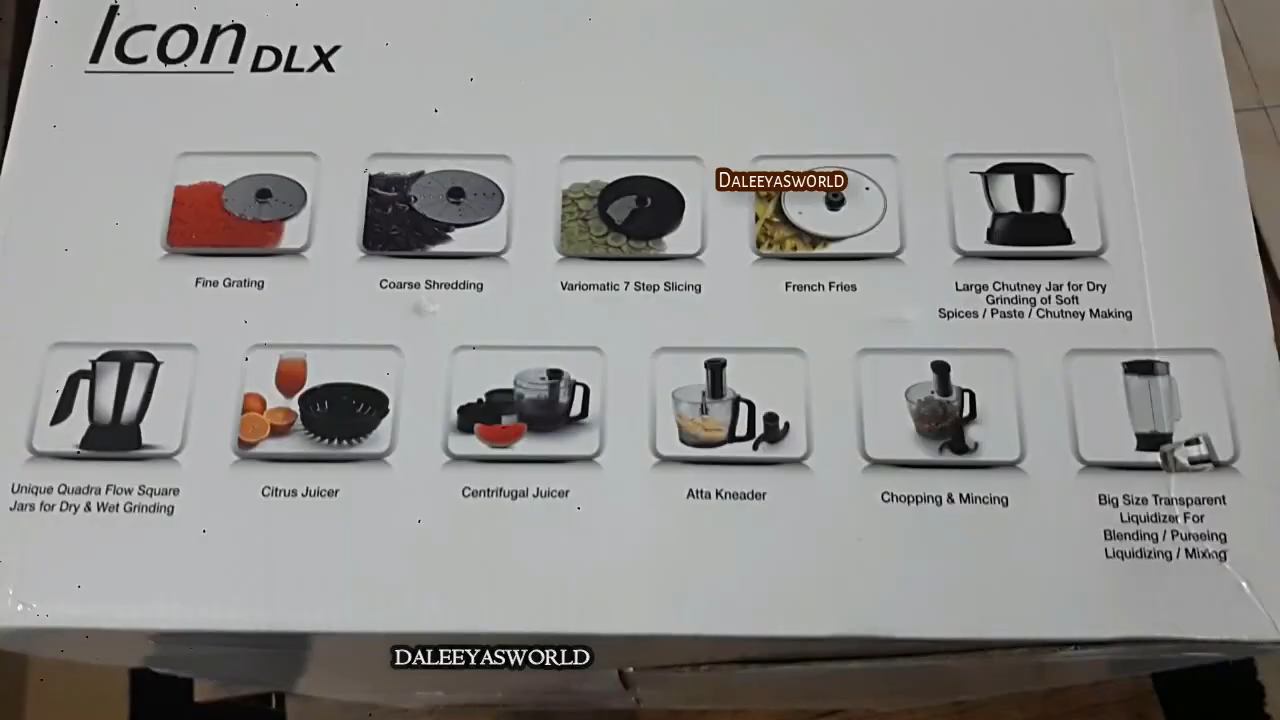 Icon DLX
DALEEYASWORLD
Fine Grating
Coarse Shredding
Variomatic 7 Step Slicing
French Fries
Large Chutney Jar for Dry
Grinding of Soft
Spices / Paste / Chutney Making
Unique Quadra Flow Square
Jars for Dry & Wet Grinding
Citrus Juicer
Centrifugal Juicer
Atta Kneader
Chopping & Mincing
Big Size Transparent
Liquidizer For
Blending / Pureeing
Liquidizing / Mixing
DALEEYASWORLD